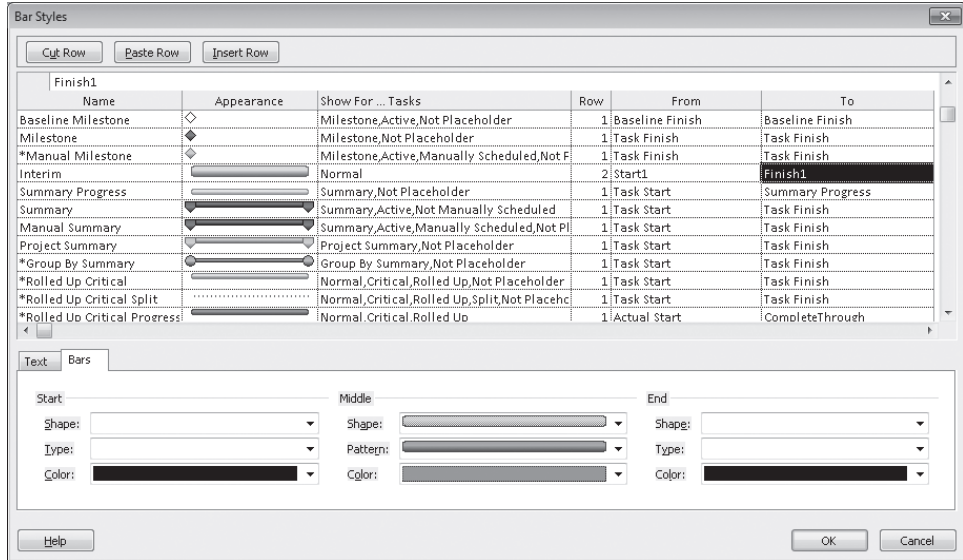 Bar Styles
Cut Row Paste Row Insert Row
Finish1
Name Appearance Show For ... Tasks Row From To
Baseline Milestone Milestone,Active,Not Placeholder 1 Baseline Finish Baseline Finish
Milestone Milestone,Not Placeholder 1 Task Finish Task Finish
*Manual Milestone Milestone,Active,Manually Scheduled,Not F 1 Task Finish Task Finish
Interim Normal 2 Start1 Finish1
Summary Progress Summary,Not Placeholder 1 Task Start Summary Progress
Summary Summary,Active,Not Manually Scheduled 1 Task Start Task Finish
Manual Summary Summary,Active,Manually Scheduled,Not Pl 1 Task Start Task Finish
Project Summary Project Summary,Not Placeholder 1 Task Start Task Finish
*Group By Summary Group By Summary,Not Placeholder 1 Task Start Task Finish
*Rolled Up Critical Normal,Critical,Rolled Up,Not Placeholder 1 Task Start Task Finish
*Rolled Up Critical Split Normal,Critical,Rolled Up,Split,Not Placehc 1 Task Start Task Finish
*Rolled Up Critical Progress Normal,Critical,Rolled Up 1 Actual Start CompleteThrough
Text Bars
Start Middle End
Shape: Shape: Shape:
Type: Pattern: Type:
Color: Color: Color:
Help OK Cancel